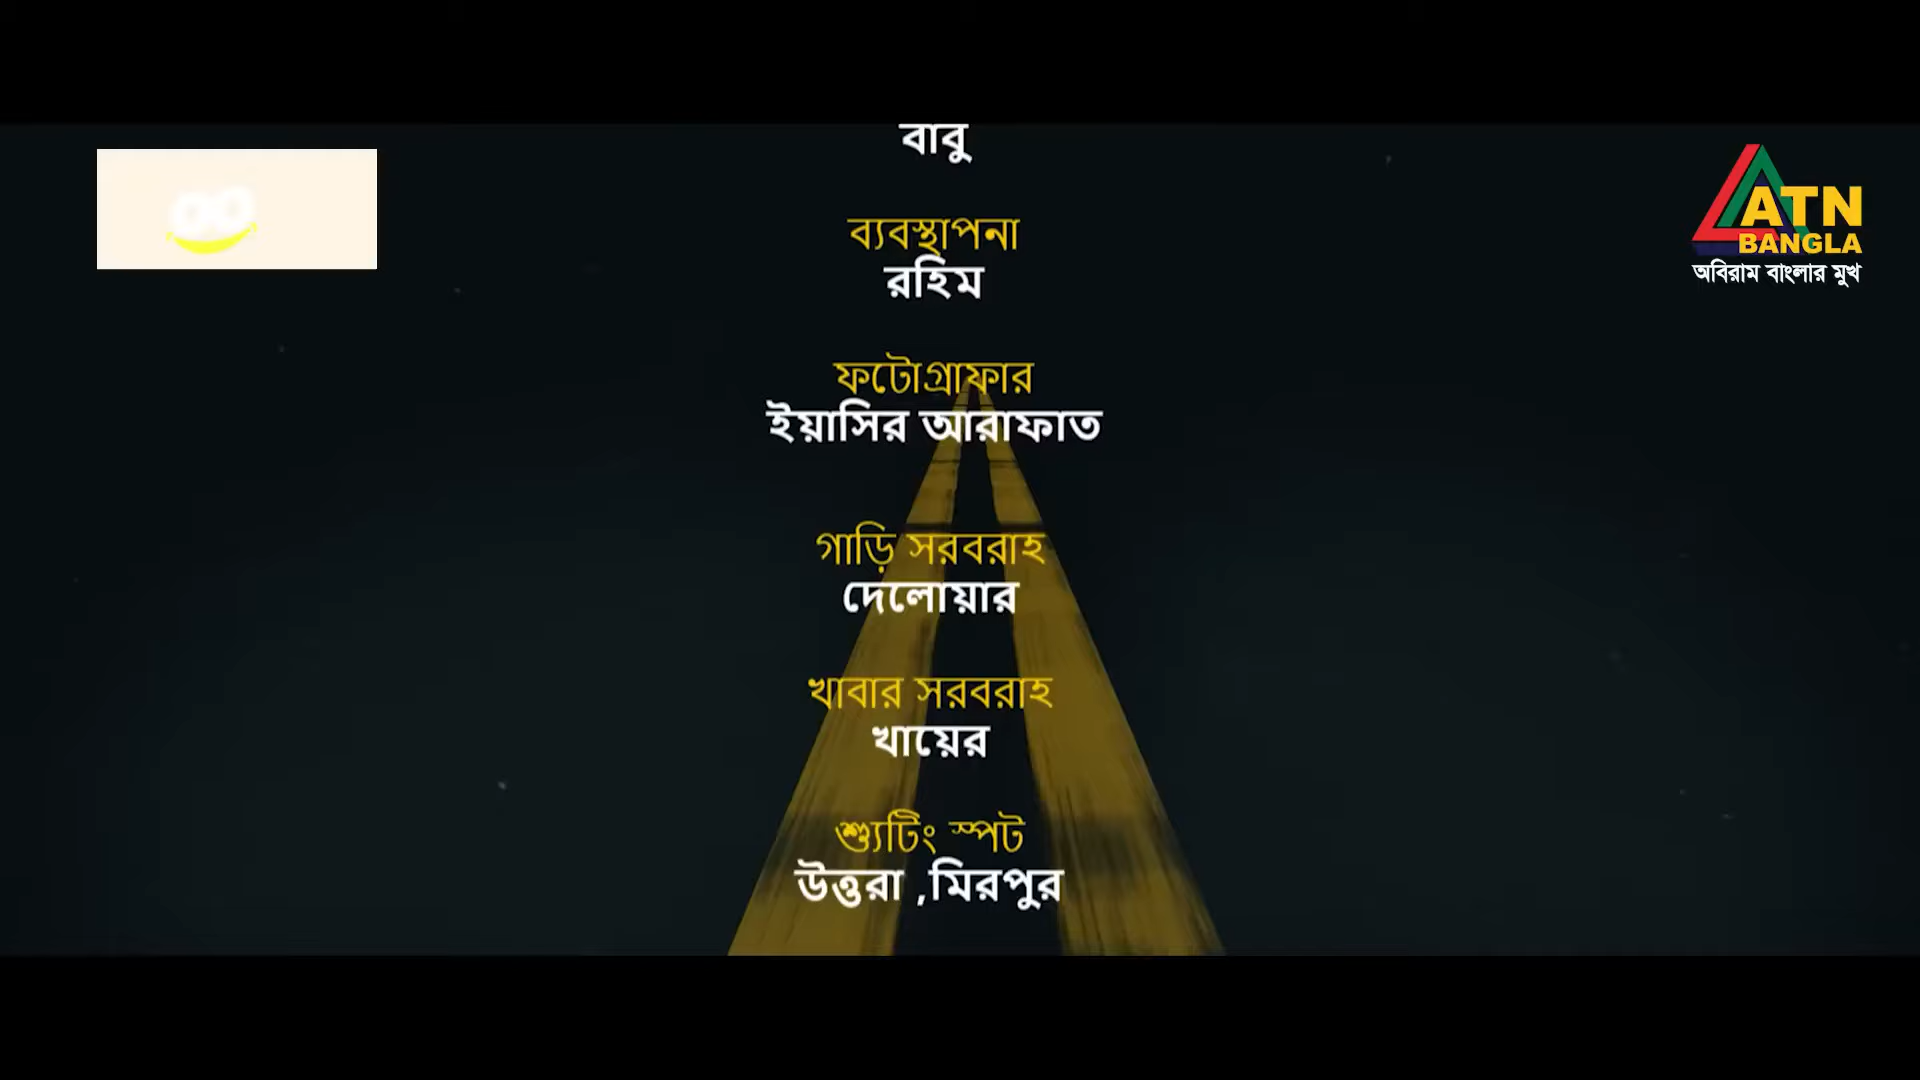 বাবু
ব্যবস্থাপনা
রহিম
ফটোগ্রাফার
ইয়াসির আরাফাত
গাড়ি সরবরাহ
দেলোয়ার
খাবার সরবরাহ
খায়ের
শ্যুটিং স্পট
উত্তরা ,মিরপুর
ATN
BANGLA
অবিরাম বাংলার মুখ